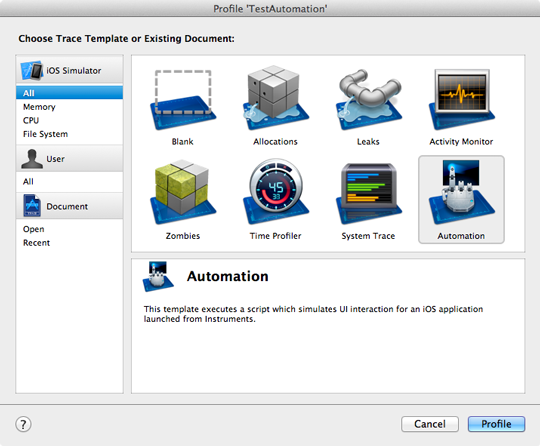 Profile 'TestAutomation'
Choose Trace Template or Existing Document:
iOS Simulator
All
Memory
CPU
File System
User
All
Document
Open
Recent
Blank
Allocations
Leaks
Activity Monitor
Zombies
45
Time Profiler
System Trace
Automation
Automation
This template executes a script which simulates UI interaction for an iOS application
launched from Instruments.
?
Cancel
Profile